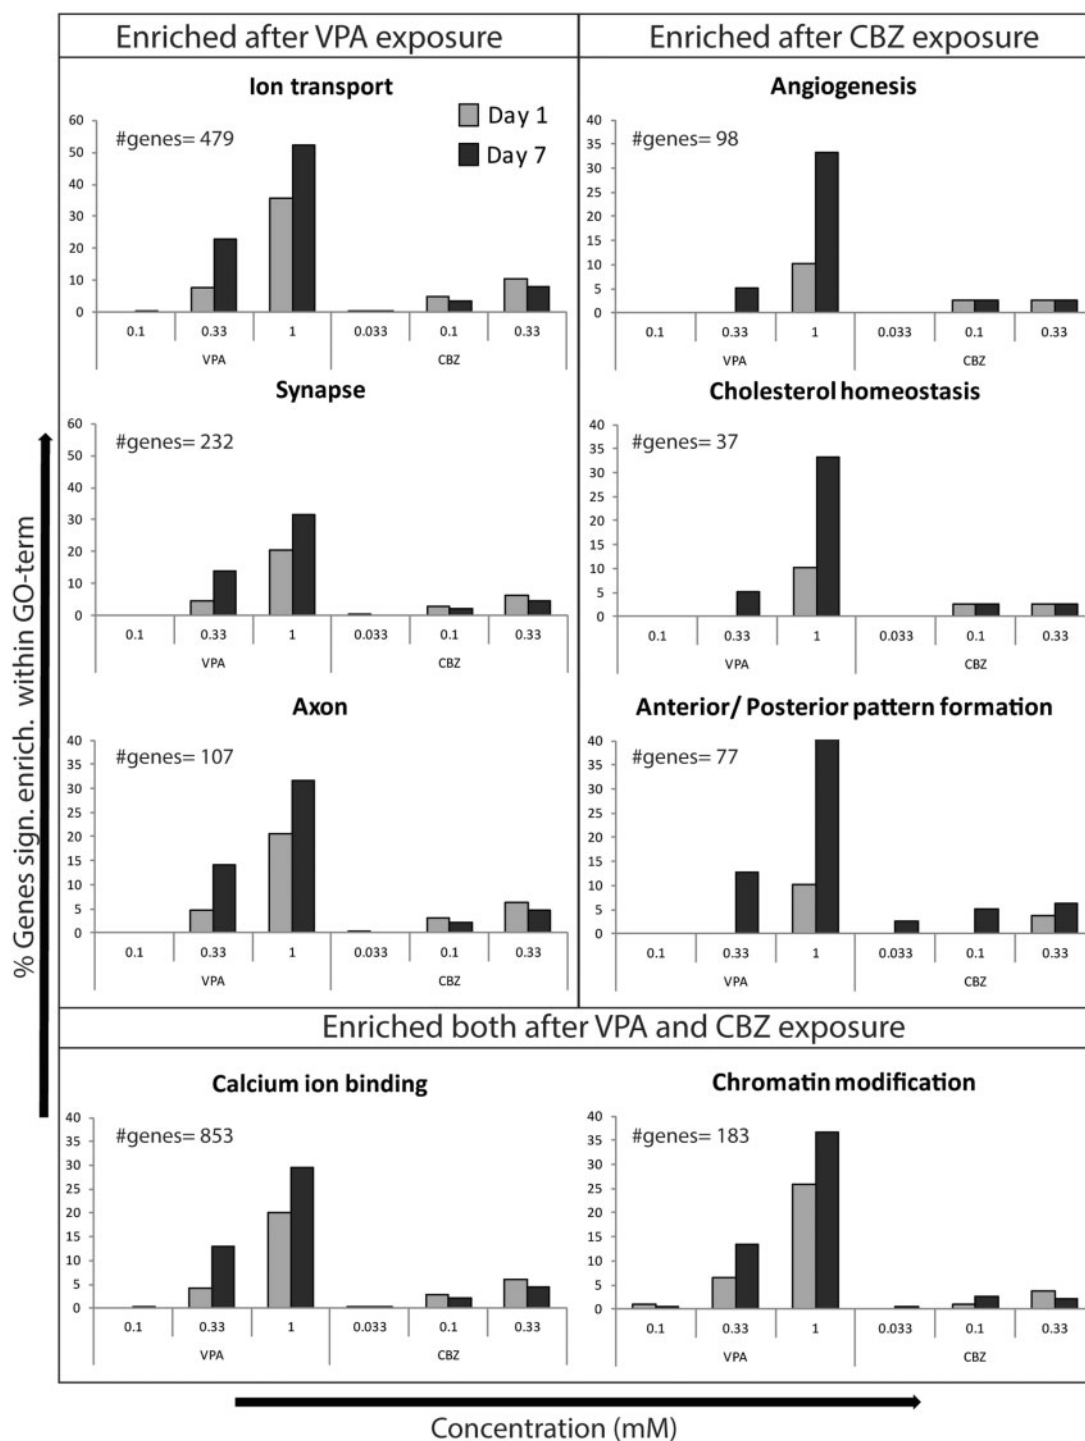 Enriched after VPA exposure
Enriched after CBZ exposure
Ion transport
Day 1
Day 7
#genes= 479
60
50
40
30
20
10
0
0.1 0.33 1 0.033 0.1 0.33
VPA CBZ
Angiogenesis
#genes= 98
40
35
30
25
20
15
10
5
0
0.1 0.33 1 0.033 0.1 0.33
VPA CBZ
Synapse
#genes= 232
60
50
40
30
20
10
0
0.1 0.33 1 0.033 0.1 0.33
VPA CBZ
Cholesterol homeostasis
#genes= 37
40
35
30
25
20
15
10
5
0
0.1 0.33 1 0.033 0.1 0.33
VPA CBZ
Axon
#genes= 107
40
35
30
25
20
15
10
5
0
0.1 0.33 1 0.033 0.1 0.33
VPA CBZ
Anterior/ Posterior pattern formation
#genes= 77
40
35
30
25
20
15
10
5
0
0.1 0.33 1 0.033 0.1 0.33
VPA CBZ
Enriched both after VPA and CBZ exposure
Calcium ion binding
#genes= 853
40
35
30
25
20
15
10
5
0
0.1 0.33 1 0.033 0.1 0.33
VPA CBZ
Chromatin modification
#genes= 183
40
35
30
25
20
15
10
5
0
0.1 0.33 1 0.033 0.1 0.33
VPA CBZ
% Genes sign. enrich. within GO-term
Concentration (mM)